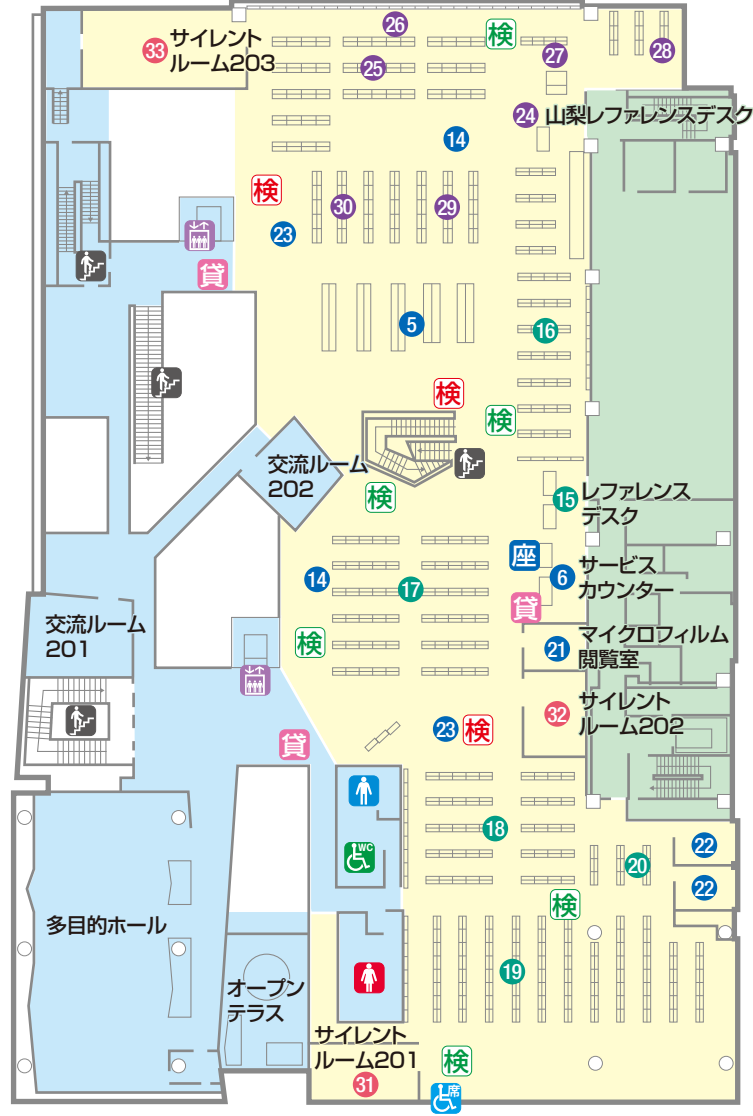 26
検
27
28
33
サイレント
ルーム203
25
24
山梨レファレンスデスク
14
検
30
29
23
貸
5
16
検
検
交流ルーム
202
検
15
レファレンス
デスク
座
6
サービス
カウンター
14
17
貸
交流ルーム
201
検
21
マイクロフィルム
閲覧室
32
サイレント
ルーム202
23
検
貸
WC
18
20
22
22
検
多目的ホール
19
オープン
テラス
サイレント
ルーム201
31
検
席